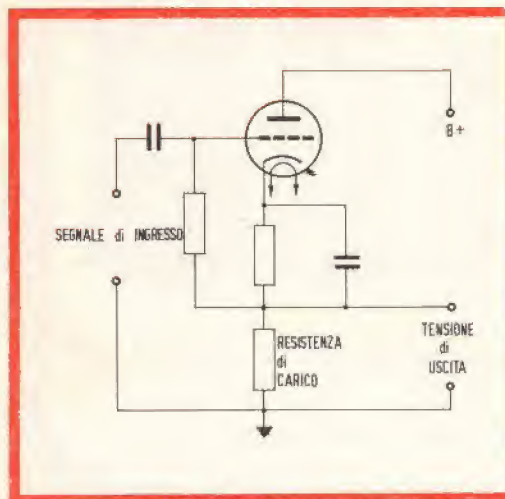 B+
SEGNALE di INGRESSO
RESISTENZA
di
CARICO
TENSIONE
di
USCITA